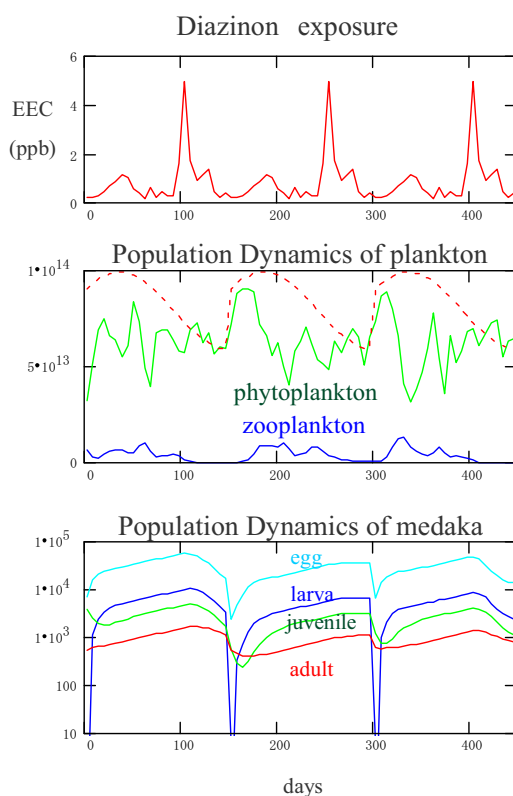 Diazinon exposure
6
EEC
4
(ppb)
2
0
0 100 200 300 400
Population Dynamics of plankton
1•10^14
5•10^13
phytoplankton
zooplankton
0
0 100 200 300 400
Population Dynamics of medaka
1•10^5
egg
1•10^4
larva
juvenile
1•10^3
adult
100
10
0 100 200 300 400
days